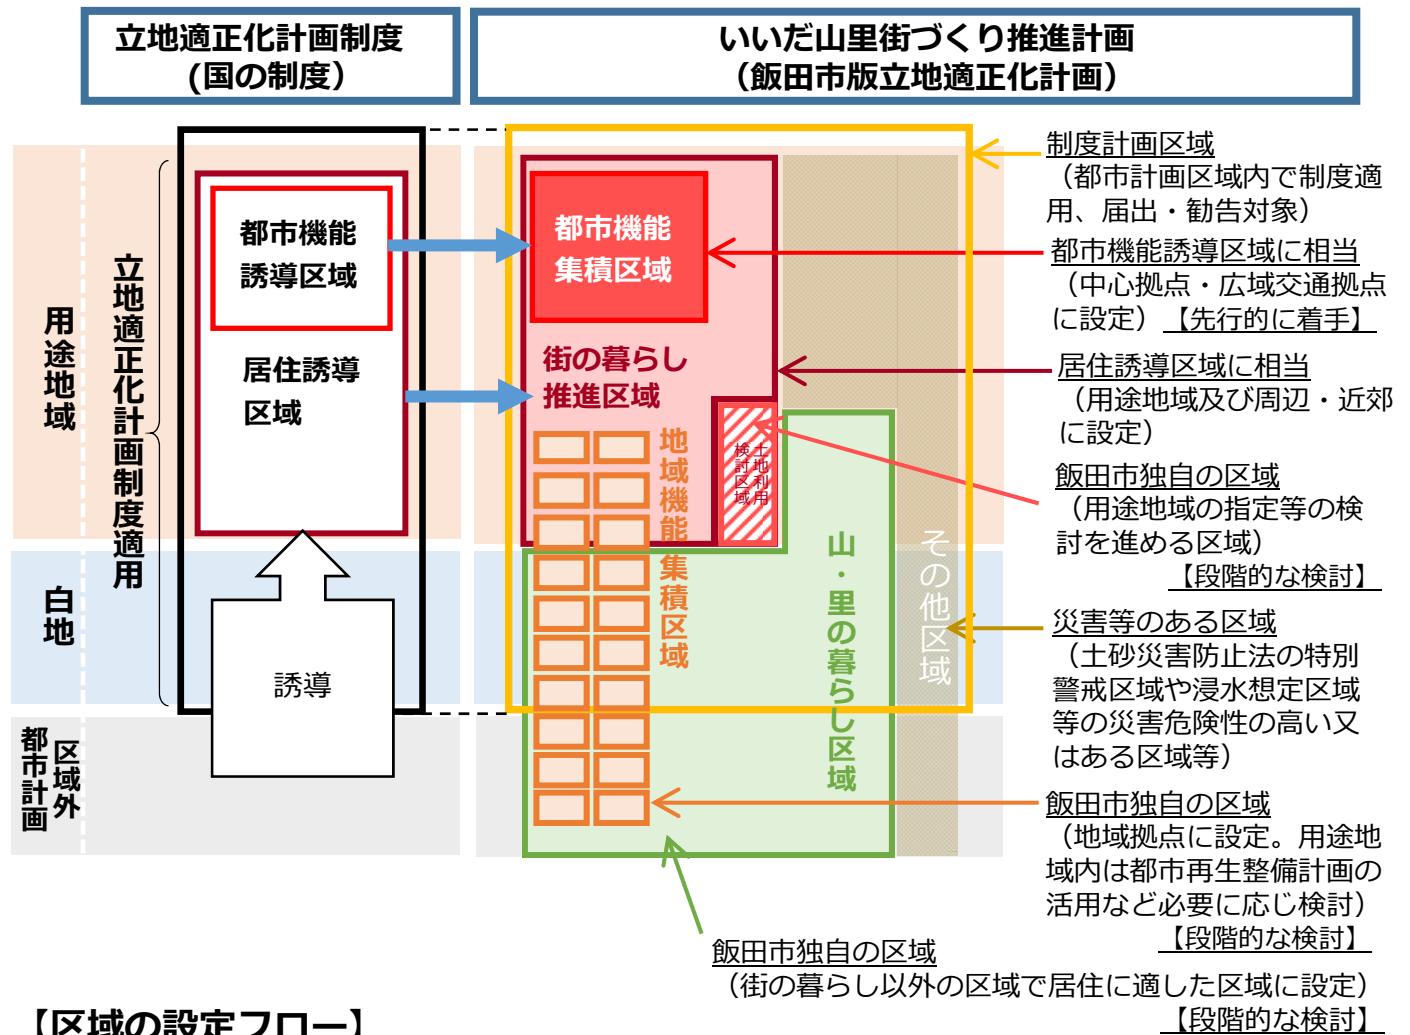 立地適正化計画制度
(国の制度）
いいだ山里街づくり推進計画
（飯田市版立地適正化計画）
用途地域
白地
都市計画
区域外
立地適正化計画制度適用
都市機能
誘導区域
居住誘導
区域
誘導
都市機能
集積区域
街の暮らし
推進区域
地域機能集積区域
土地利用
検討区域
山・里の暮らし区域
その他区域
制度計画区域
（都市計画区域内で制度適
用、届出・勧告対象）
都市機能誘導区域に相当
（中心拠点・広域交通拠点
に設定）【先行的に着手】
居住誘導区域に相当
（用途地域及び周辺・近郊
に設定）
飯田市独自の区域
（用途地域の指定等の検
討を進める区域）
【段階的な検討】
災害等のある区域
（土砂災害防止法の特別
警戒区域や浸水想定区域
等の災害危険性の高い又
はある区域等）
飯田市独自の区域
（地域拠点に設定。用途地
域内は都市再生整備計画の
活用など必要に応じ検討）
【段階的な検討】
飯田市独自の区域
（街の暮らし以外の区域で居住に適した区域に設定）
【段階的な検討】
【区域の設定フロー】